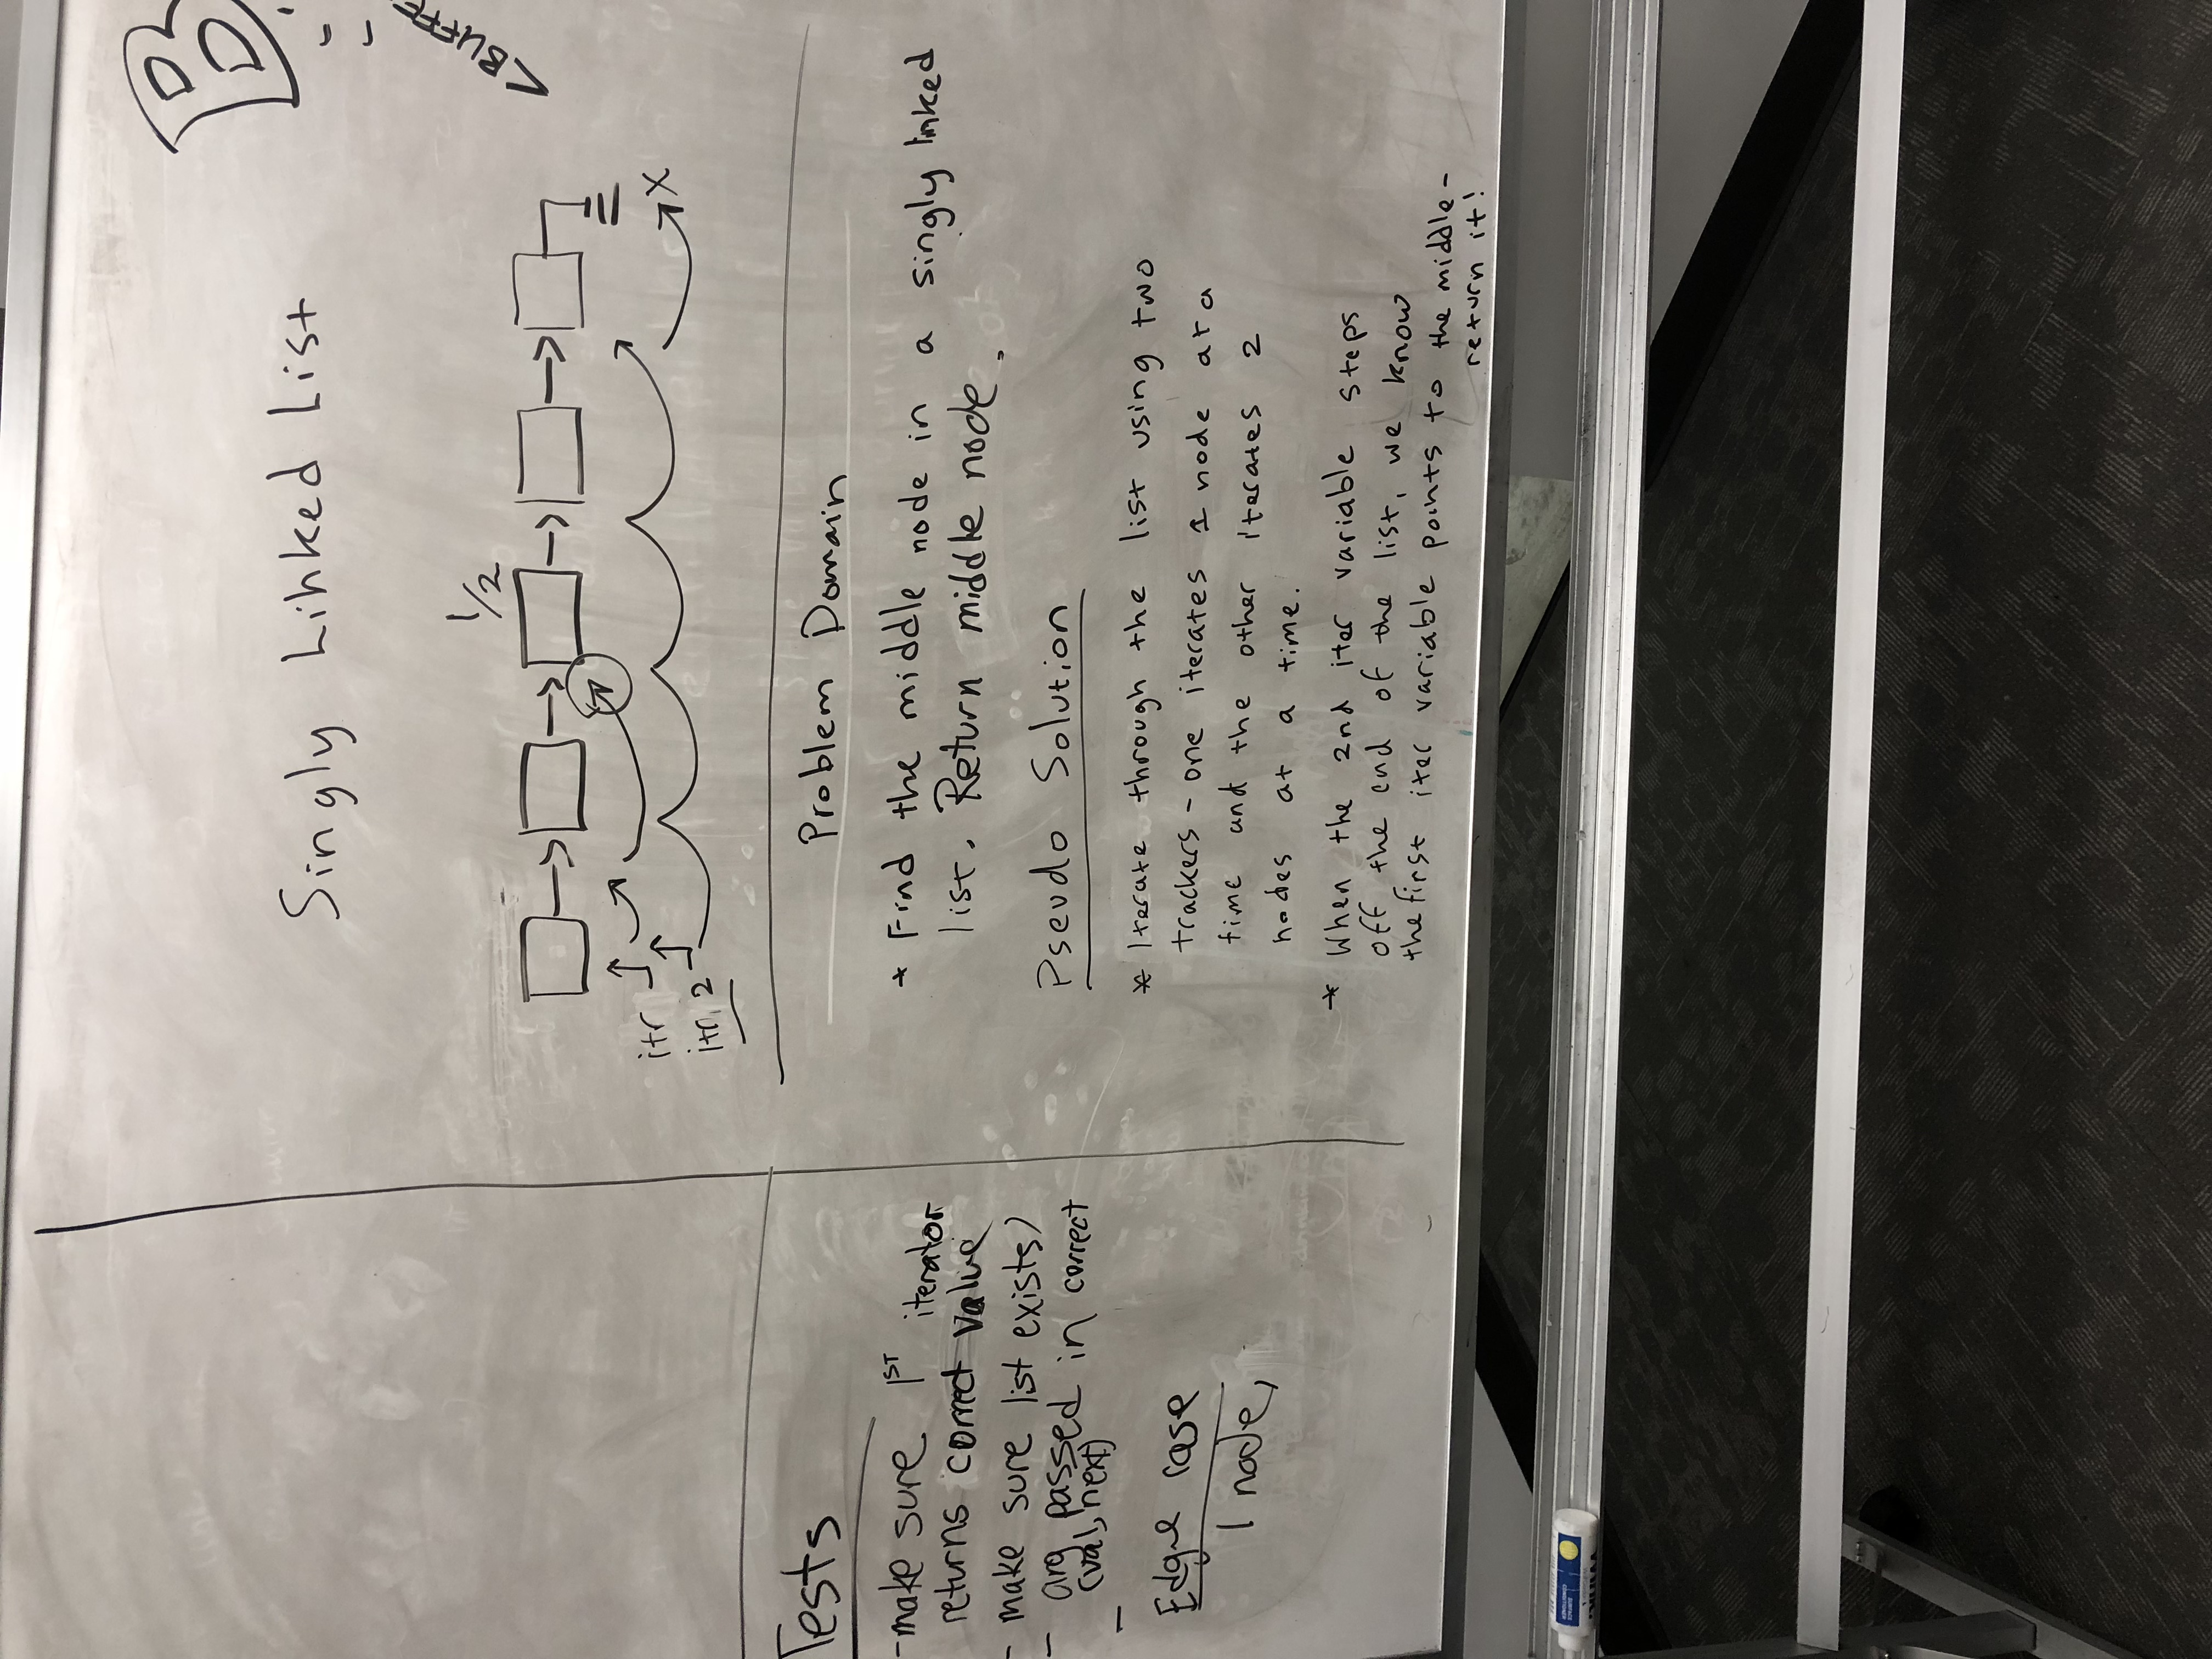 Singly Linked List
B
<BUFFE
1/2
itr
itr 2
X
Tests
-make sure 1ST iterator
returns correct value
- make sure list exists)
- arg passed in correct
(val, next)
-
Edge case
1 node,
Problem Domain
* Find the middle node in a singly linked
list. Return middle node.
Pseudo Solution
* Iterate through the list using two
trackers - one iterates 1 node at a
time and the other iterates 2
nodes at a time.
* When the 2nd iter variable steps
off the end of the list, we know
the first iter variable points to the middle-
return it!